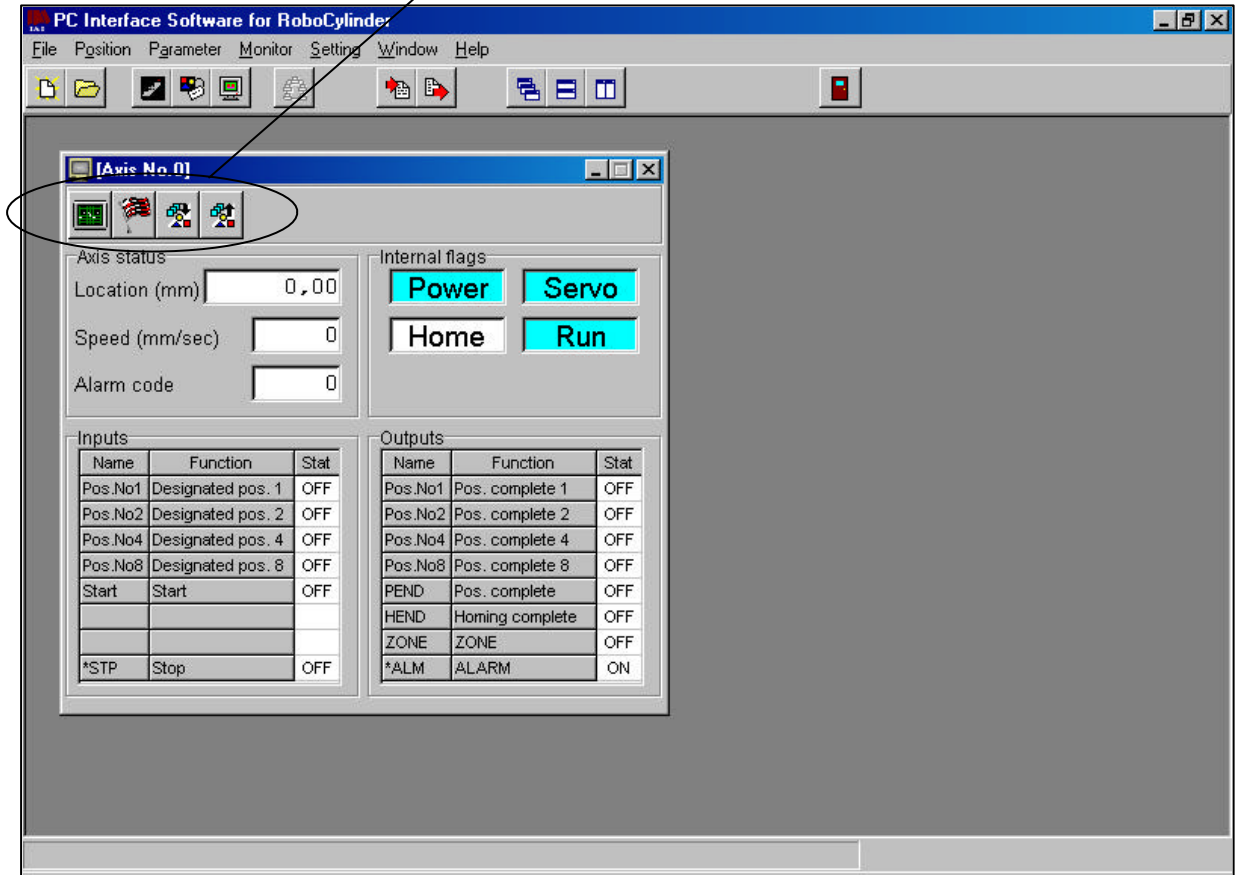 PC Interface Software for RoboCylinder
IAI
File Position Parameter Monitor Setting Window Help
[Axis No.0]
Axis status
Location (mm) 0,00
Speed (mm/sec) 0
Alarm code 0
Internal flags
Power Servo
Home Run
Inputs
Name Function Stat
Pos.No1 Designated pos. 1 OFF
Pos.No2 Designated pos. 2 OFF
Pos.No4 Designated pos. 4 OFF
Pos.No8 Designated pos. 8 OFF
Start Start OFF
*STP Stop OFF
Outputs
Name Function Stat
Pos.No1 Pos. complete 1 OFF
Pos.No2 Pos. complete 2 OFF
Pos.No4 Pos. complete 4 OFF
Pos.No8 Pos. complete 8 OFF
PEND Pos. complete OFF
HEND Homing complete OFF
ZONE ZONE OFF
*ALM ALARM ON